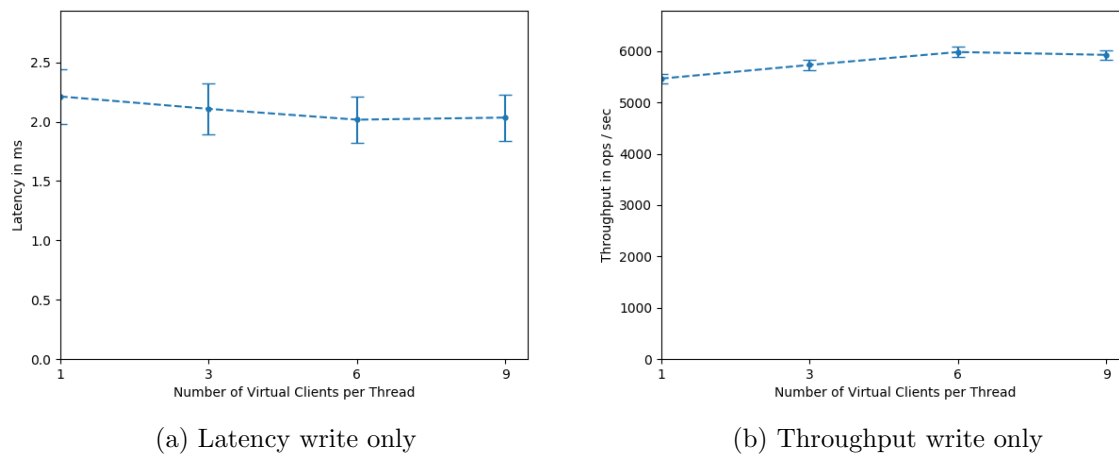 2.5
2.0
1.5
1.0
0.5
0.0
Latency in ms
1 3 6 9
Number of Virtual Clients per Thread
(a) Latency write only
6000
5000
4000
3000
2000
1000
0
Throughput in ops / sec
1 3 6 9
Number of Virtual Clients per Thread
(b) Throughput write only